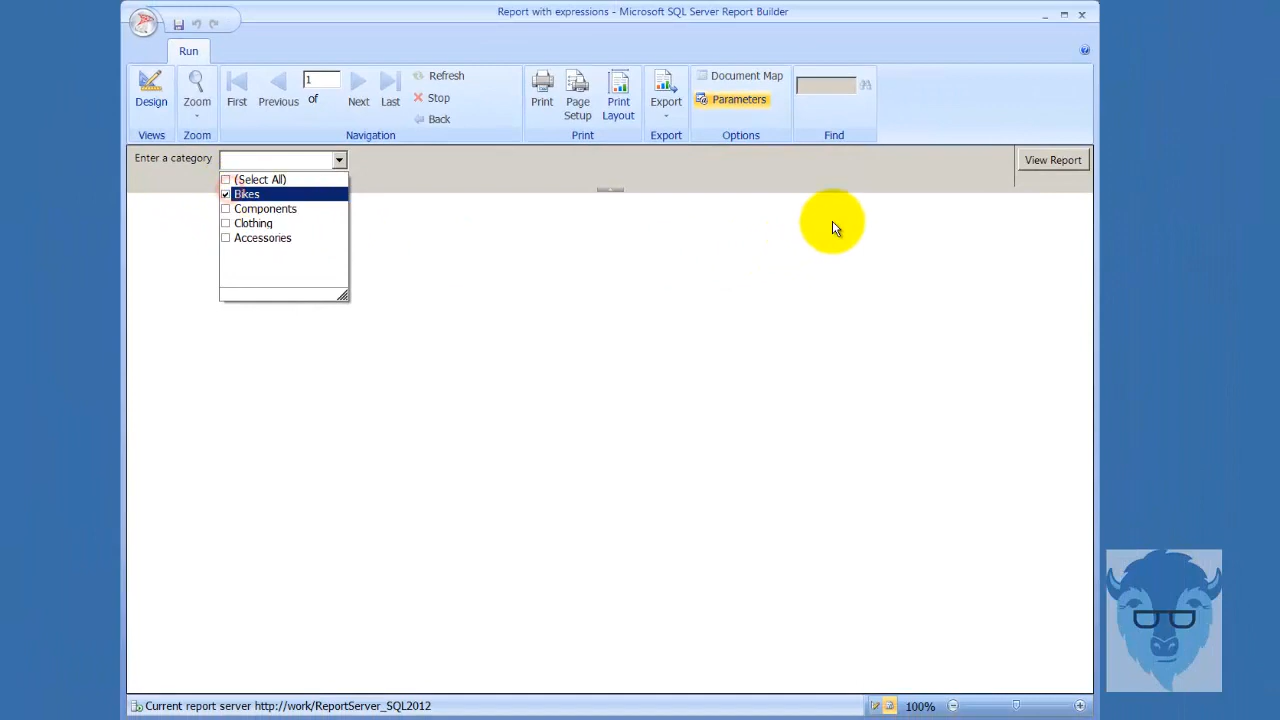 Report with expressions - Microsoft SQL Server Report Builder
Run
Design
Views
Zoom
Zoom
First
Previous
1
of
Next
Last
Refresh
Stop
Back
Navigation
Print
Page
Setup
Print
Layout
Print
Export
Export
Document Map
Parameters
Options
Find
Enter a category
View Report
(Select All)
Bikes
Components
Clothing
Accessories
Current report server http://work/ReportServer_SQL2012
100%